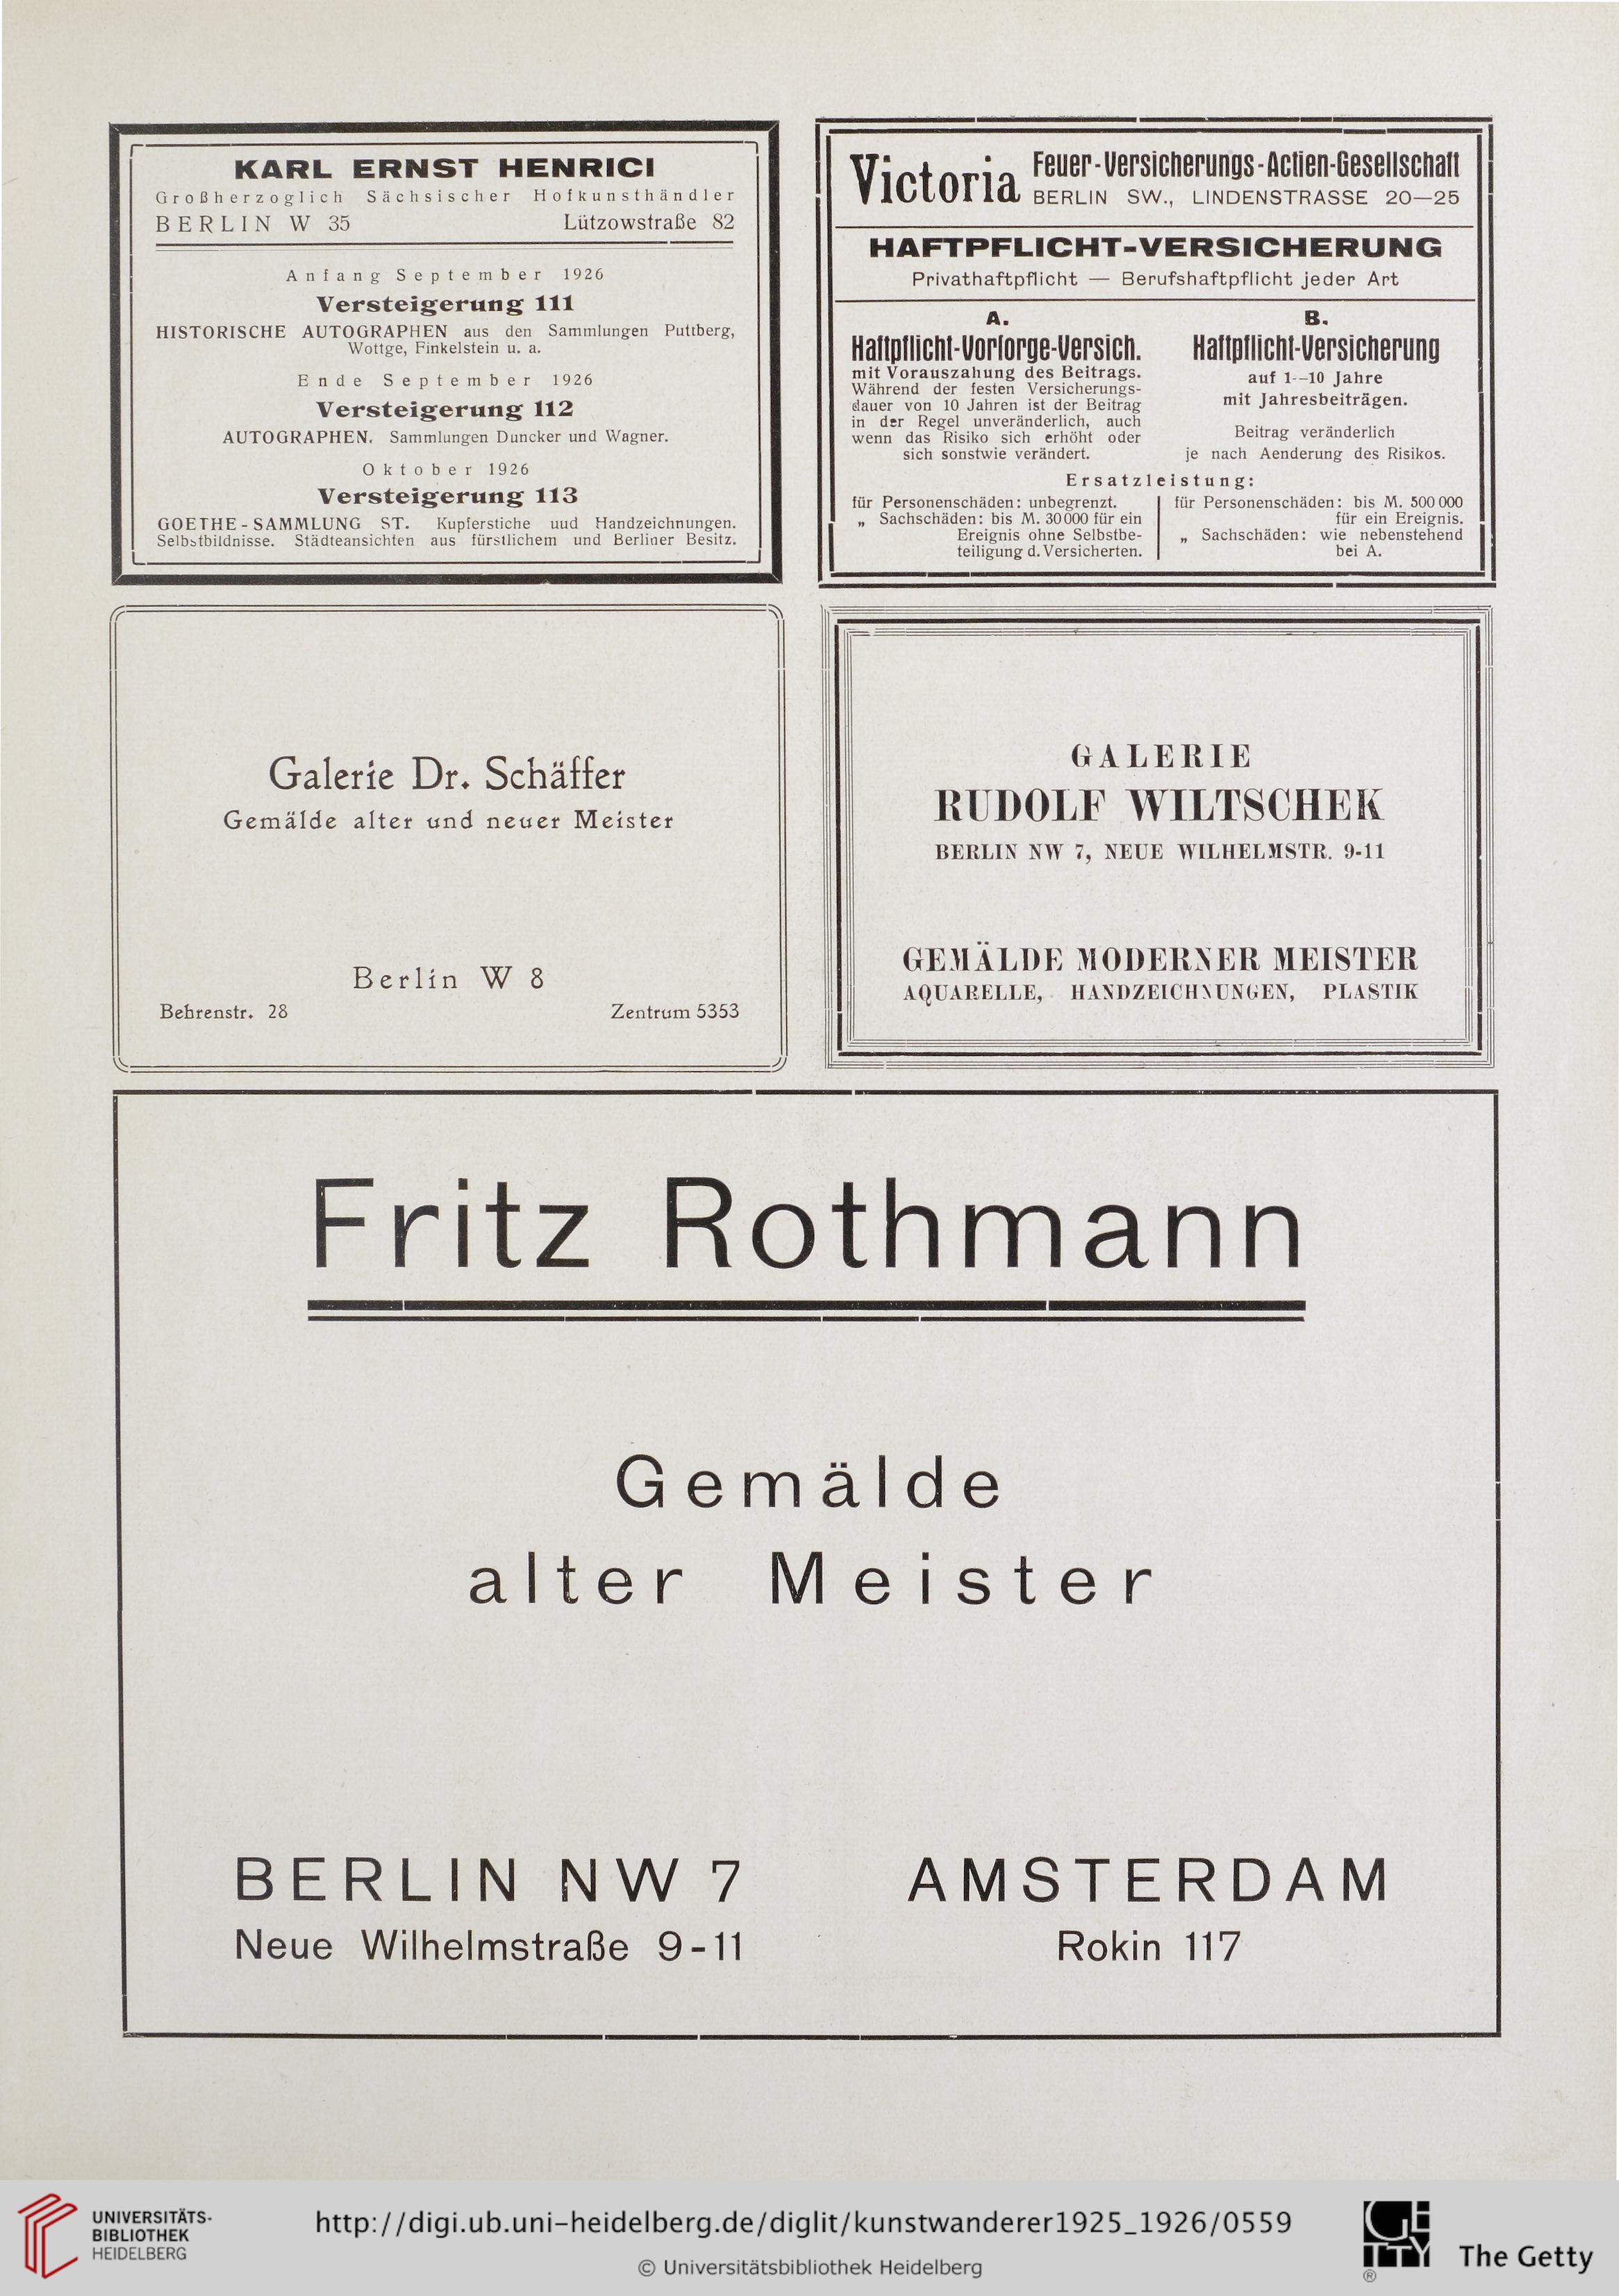 KARL ERNST HENRICI
Großherzoglich Sächsischer Hofkunsthändler
BERLIN W 35 Lützowstraße 82
Anfang September 1926
Versteigerung 111
HISTORISCHE AUTOGRAPHEN aus den Sammlungen Puttberg,
Wottge, Finkelstein u. a.
Ende September 1926
Versteigerung 112
AUTOGRAPHEN. Sammlungen Duncker und Wagner.
Oktober 1926
Versteigerung 113
GOETHE-SAMMLUNG ST. Kupferstiche uud Handzeichnungen.
Selbstbildnisse. Städteansichten aus fürstlichem und Berliner Besitz.
Victoria Feuer-Versicherungs-Actien-Gesellschaft
BERLIN SW., LINDENSTRASSE 20—25
HAFTPFLICHT-VERSICHERUNG
Privathaftpflicht — Berufshaftpflicht jeder Art
A.
Haftpflicht-Vorsorge-Versich.
mit Vorauszahung des Beitrags.
Während der festen Versicherungs-
dauer von 10 Jahren ist der Beitrag
in der Regel unveränderlich, auch
wenn das Risiko sich erhöht oder
sich sonstwie verändert.
B.
Haftpflicht-Versicherung
auf 1--10 Jahre
mit Jahresbeiträgen.
Beitrag veränderlich
je nach Aenderung des Risikos.
Ersatzleistung:
für Personenschäden: unbegrenzt.
„ Sachschäden: bis M. 30000 für ein
Ereignis ohne Selbstbe-
teiligung d. Versicherten.
für Personenschäden: bis M. 500 000
für ein Ereignis.
„ Sachschäden: wie nebenstehend
bei A.
Galerie Dr. Schäffer
Gemälde alter und neuer Meister
Berlin W 8
Behrenstr. 28 Zentrum 5353
GALERIE
RUDOLF WILTSCHEK
BERLIN NW 7, NEUE WILHELMSTR. 9-11
GEMÄLDE MODERNER MEISTER
AQUARELLE, HANDZEICHNUNGEN, PLASTIK
Fritz Rothmann
Gemälde
alter Meister
BERLIN NW 7
Neue Wilhelmstraße 9-11
AMSTERDAM
Rokin 117
UNIVERSITÄTS-
BIBLIOTHEK
HEIDELBERG
http://digi.ub.uni-heidelberg.de/diglit/kunstwanderer1925_1926/0559
© Universitätsbibliothek Heidelberg
GETTY
®
The Getty